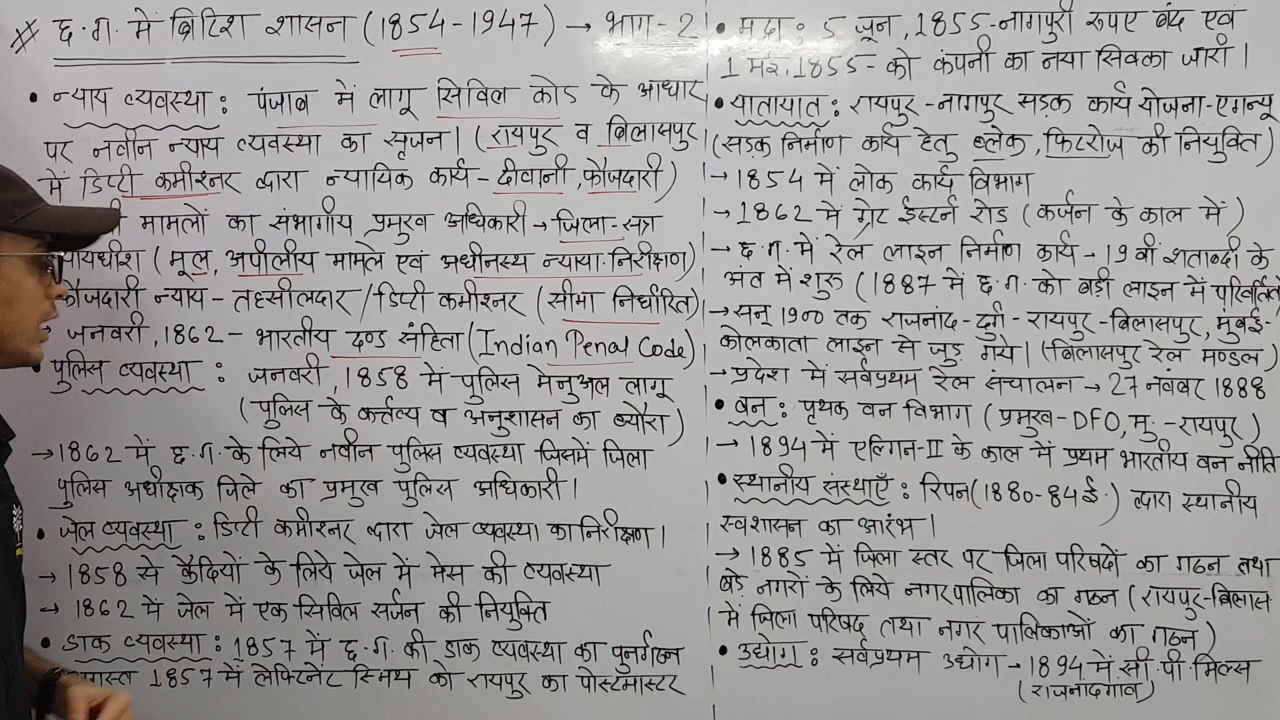 # छ.ग. में ब्रिटिश शासन (1854-1947) → भाग-2
• न्याय व्यवस्था : पंजाब में लागू सिविल कोड के आधार
पर नवीन न्याय व्यवस्था का सृजन। (रायपुर व बिलासपुर
में डिप्टी कमीश्नर द्वारा न्यायिक कार्य - दीवानी, फौजदारी)
मामलों का संभागीय प्रमुख अधिकारी → जिला-सत्र
यायधीश (मूल, अपीलीय मामले एवं अधीनस्थ न्याया. निरीक्षण)
फौजदारी न्याय - तहसीलदार / डिप्टी कमीश्नर (सीमा निर्धारित)
→ जनवरी, 1862 - भारतीय दण्ड संहिता (Indian Penal Code)
पुलिस व्यवस्था : जनवरी, 1858 में पुलिस मेनुअल लागू
(पुलिस के कर्त्तव्य व अनुशासन का ब्यौरा)
→ 1862 में छ.ग. के लिये नवीन पुलिस व्यवस्था जिसमें जिला
पुलिस अधीक्षक जिले का प्रमुख पुलिस अधिकारी।
• जेल व्यवस्था : डिप्टी कमीश्नर द्वारा जेल व्यवस्था का निरीक्षण।
→ 1858 से कैदियों के लिये जेल में मेस की व्यवस्था
→ 1862 में जेल में एक सिविल सर्जन की नियुक्ति
• डाक व्यवस्था : 1857 में छ.ग. की डाक व्यवस्था का पुर्नगठन
गस्त 1857 में लेफ्टिनेंट स्मिथ को रायपुर का पोस्टमास्टर
• मुद्रा : 5 जून, 1855 - नागपुरी रूपए बंद एवं
1 मई, 1855 - को कंपनी का नया सिक्का जारी।
• यातायात : रायपुर - नागपुर सड़क कार्य योजना - एगन्यू
(सड़क निर्माण कार्य हेतु ब्लेक, फिटरोज की नियुक्ति)
→ 1854 में लोक कार्य विभाग
→ 1862 में ग्रेट ईस्टर्न रोड (कर्जन के काल में)
→ छ.ग. में रेल लाइन निर्माण कार्य - 19 वीं शताब्दी के
अंत में शुरू (1887 में छ.ग. को बड़ी लाइन में परिवर्तित
→ सन् 1900 तक राजनांद - दुर्ग - रायपुर - बिलासपुर, मुंबई -
कोलकाता लाइन से जुड़ गये। (बिलासपुर रेल मण्डल)
→ प्रदेश में सर्वप्रथम रेल संचालन → 27 नवंबर 1888
• वन : पृथक वन विभाग (प्रमुख - DFO, मु. - रायपुर)
→ 1894 में एल्गिन-II के काल में प्रथम भारतीय वन नीति
• स्थानीय संस्थाएँ : रिपन (1880-84 ई.) द्वारा स्थानीय
स्वशासन का आरंभ।
→ 1885 में जिला स्तर पर जिला परिषदों का गठन तथा
बड़े नगरों के लिये नगरपालिका का गठन (रायपुर - बिलास
में जिला परिषद तथा नगर पालिकाओं का गठन)
• उद्योग : सर्वप्रथम उद्योग → 1894 में सी.पी मिल्स
(राजनांदगांव)